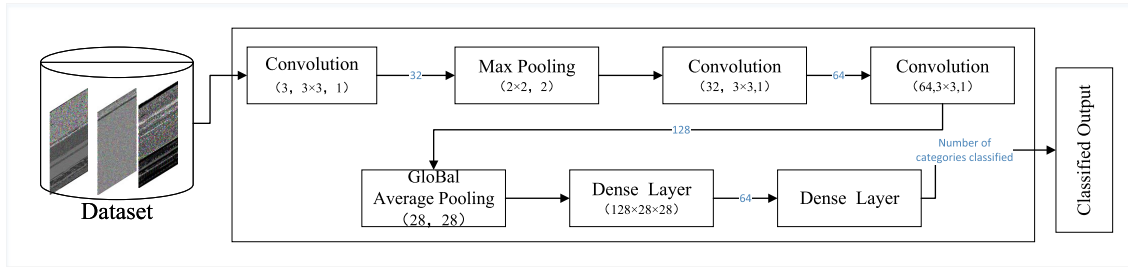 Dataset
Convolution
（3，3×3，1）
32
Max Pooling
（2×2，2）
Convolution
（32，3×3,1）
64
Convolution
（64,3×3,1）
128
GloBal
Average Pooling
（28，28）
Dense Layer
（128×28×28）
64
Dense Layer
Number of
categories classified
Classified Output